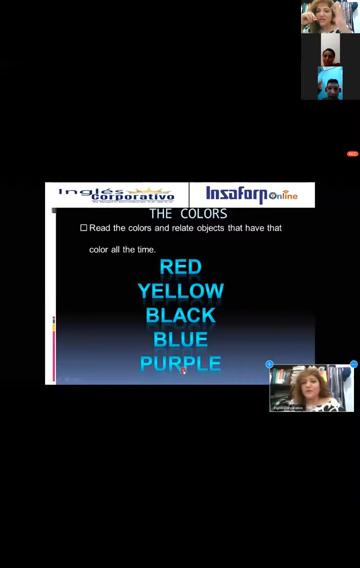 Inglés
Corporativo
Insaforp online
THE COLORS
Read the colors and relate objects that have that
color all the time.
RED
YELLOW
BLACK
BLUE
PURPLE